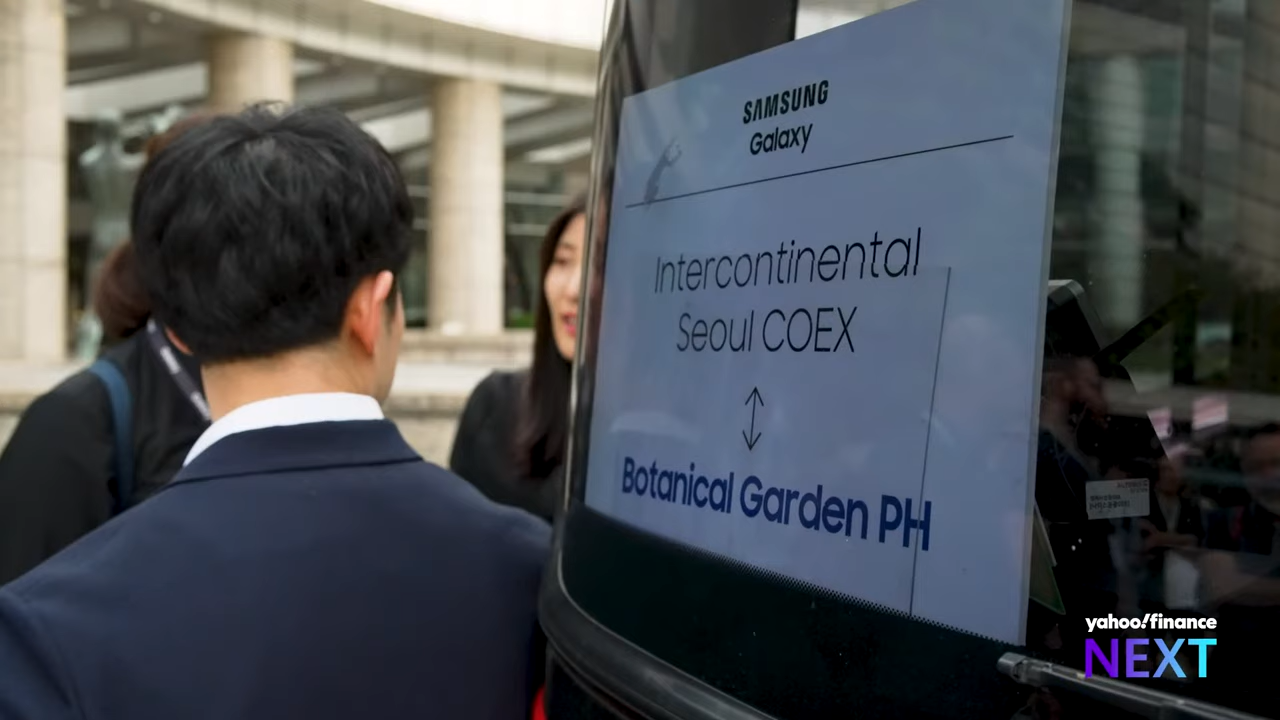 SAMSUNG
Galaxy
Intercontinental
Seoul COEX
Botanical Garden PH
yahoo!finance
NEXT